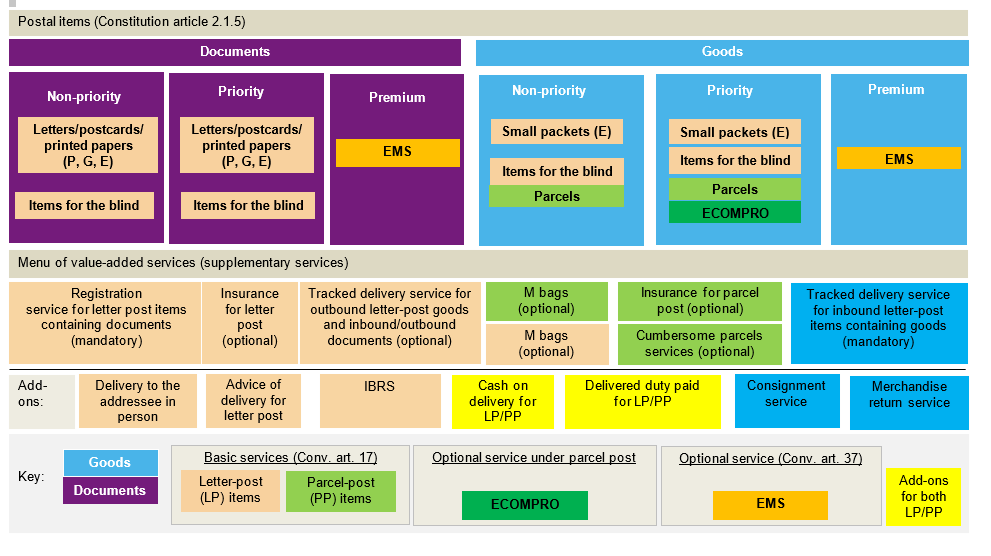 Postal items (Constitution article 2.1.5)
Documents
Goods
Non-priority
Letters/postcards/
printed papers
(P, G, E)
Items for the blind
Priority
Letters/postcards/
printed papers
(P, G, E)
Items for the blind
Premium
EMS
Non-priority
Small packets (E)
Items for the blind
Parcels
Priority
Small packets (E)
Items for the blind
Parcels
ECOMPRO
Premium
EMS
Menu of value-added services (supplementary services)
Registration
service for letter post items
containing documents
(mandatory)
Insurance
for letter
post
(optional)
Tracked delivery service for
outbound letter-post goods
and inbound/outbound
documents (optional)
M bags
(optional)
M bags
(optional)
Insurance for parcel
post (optional)
Cumbersome parcels
services (optional)
Tracked delivery service
for inbound letter-post
items containing goods
(mandatory)
Add-
ons:
Delivery to the
addressee in
person
Advice of
delivery for
letter post
IBRS
Cash on
delivery for
LP/PP
Delivered duty paid
for LP/PP
Consignment
service
Merchandise
return service
Key:
Goods
Documents
Basic services (Conv. art. 17)
Letter-post
(LP) items
Parcel-post
(PP) items
Optional service under parcel post
ECOMPRO
Optional service (Conv. art. 37)
EMS
Add-ons
for both
LP/PP